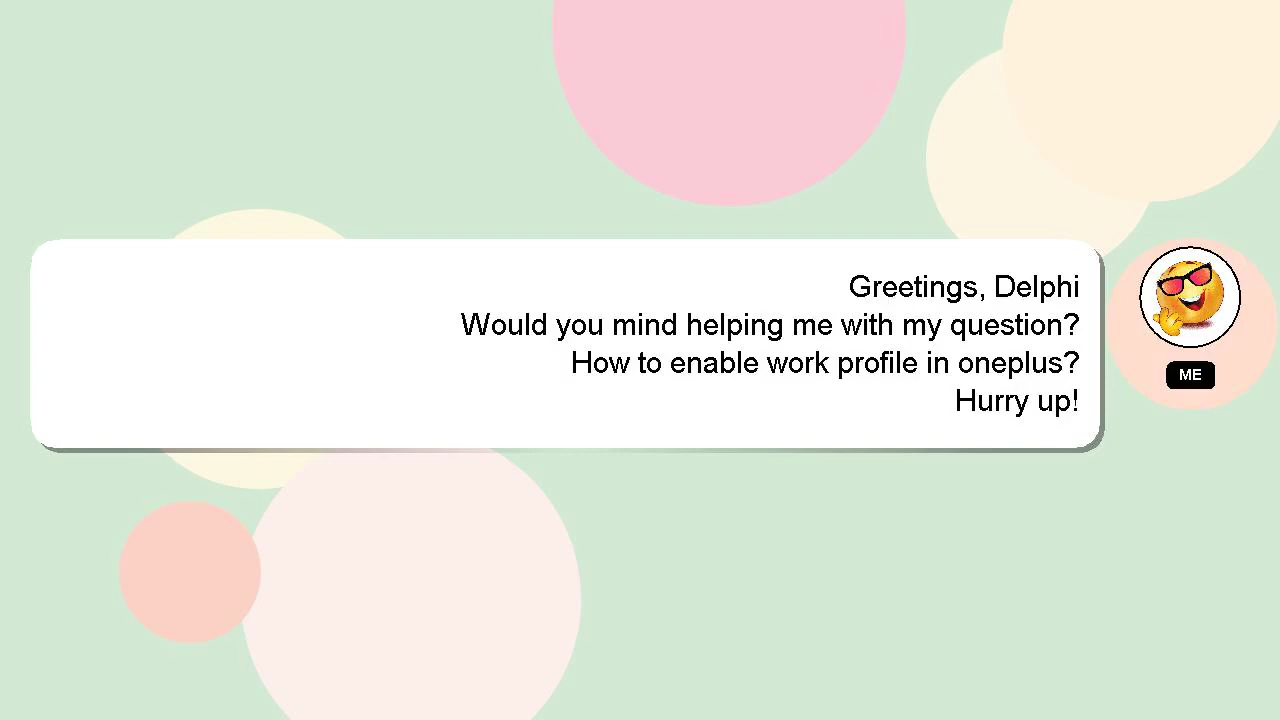 Greetings, Delphi
Would you mind helping me with my question?
How to enable work profile in oneplus?
Hurry up!
ME